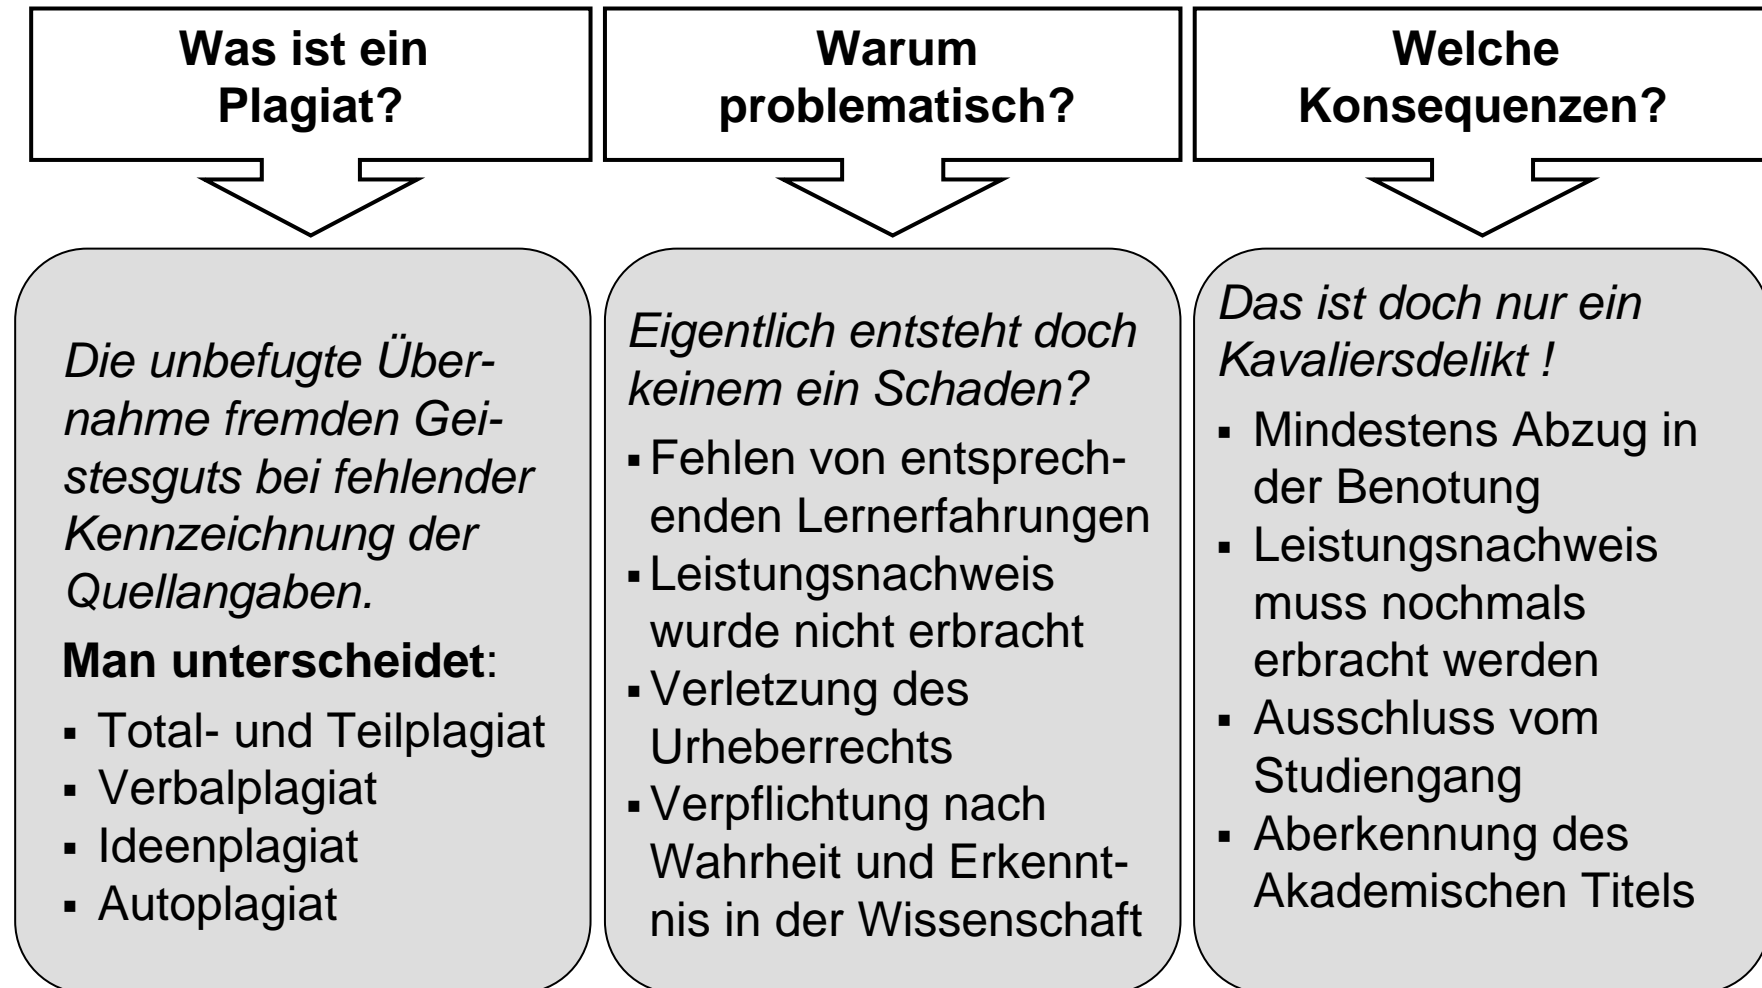 Was ist ein
Plagiat?
Die unbefugte Über-
nahme fremden Gei-
stesguts bei fehlender
Kennzeichnung der
Quellangaben.
Man unterscheidet:
▪ Total- und Teilplagiat
▪ Verbalplagiat
▪ Ideenplagiat
▪ Autoplagiat
Warum
problematisch?
Eigentlich entsteht doch
keinem ein Schaden?
▪ Fehlen von entsprech-
enden Lernerfahrungen
▪ Leistungsnachweis
wurde nicht erbracht
▪ Verletzung des
Urheberrechts
▪ Verpflichtung nach
Wahrheit und Erkennt-
nis in der Wissenschaft
Welche
Konsequenzen?
Das ist doch nur ein
Kavaliersdelikt !
▪ Mindestens Abzug in
der Benotung
▪ Leistungsnachweis
muss nochmals
erbracht werden
▪ Ausschluss vom
Studiengang
▪ Aberkennung des
Akademischen Titels